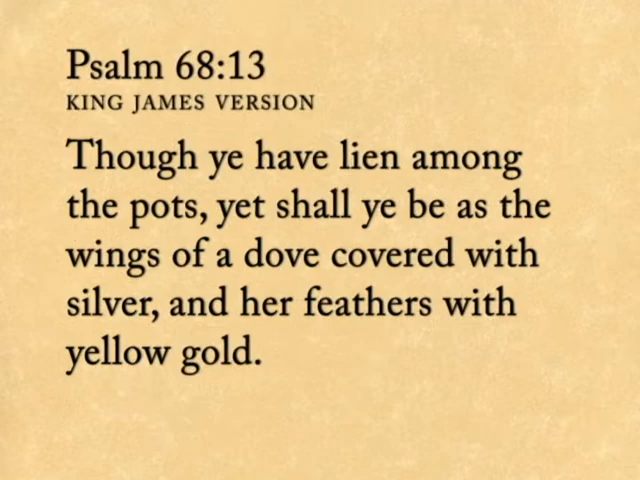 Psalm 68:13
KING JAMES VERSION
Though ye have lien among
the pots, yet shall ye be as the
wings of a dove covered with
silver, and her feathers with
yellow gold.